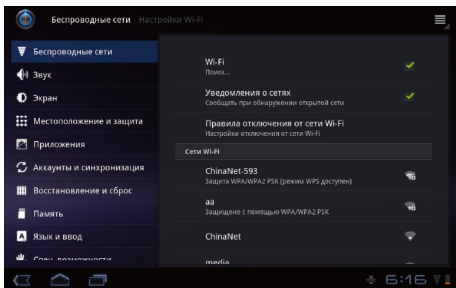 Беспроводные сети Настройки Wi-Fi
Беспроводные сети
Звук
Экран
Местоположение и защита
Приложения
Аккаунты и синхронизация
Восстановление и сброс
Память
Язык и ввод
Спец. возможности
Wi-Fi
Поиск...
Уведомления о сетях
Сообщать при обнаружении открытой сети
Правила отключения от сети Wi-Fi
Настройки отключения от сети Wi-Fi
Сети Wi-Fi
ChinaNet-593
Защита WPA/WPA2 PSK (режим WPS доступен)
aa
Защищено с помощью WPA/WPA2 PSK
ChinaNet
media
6:16